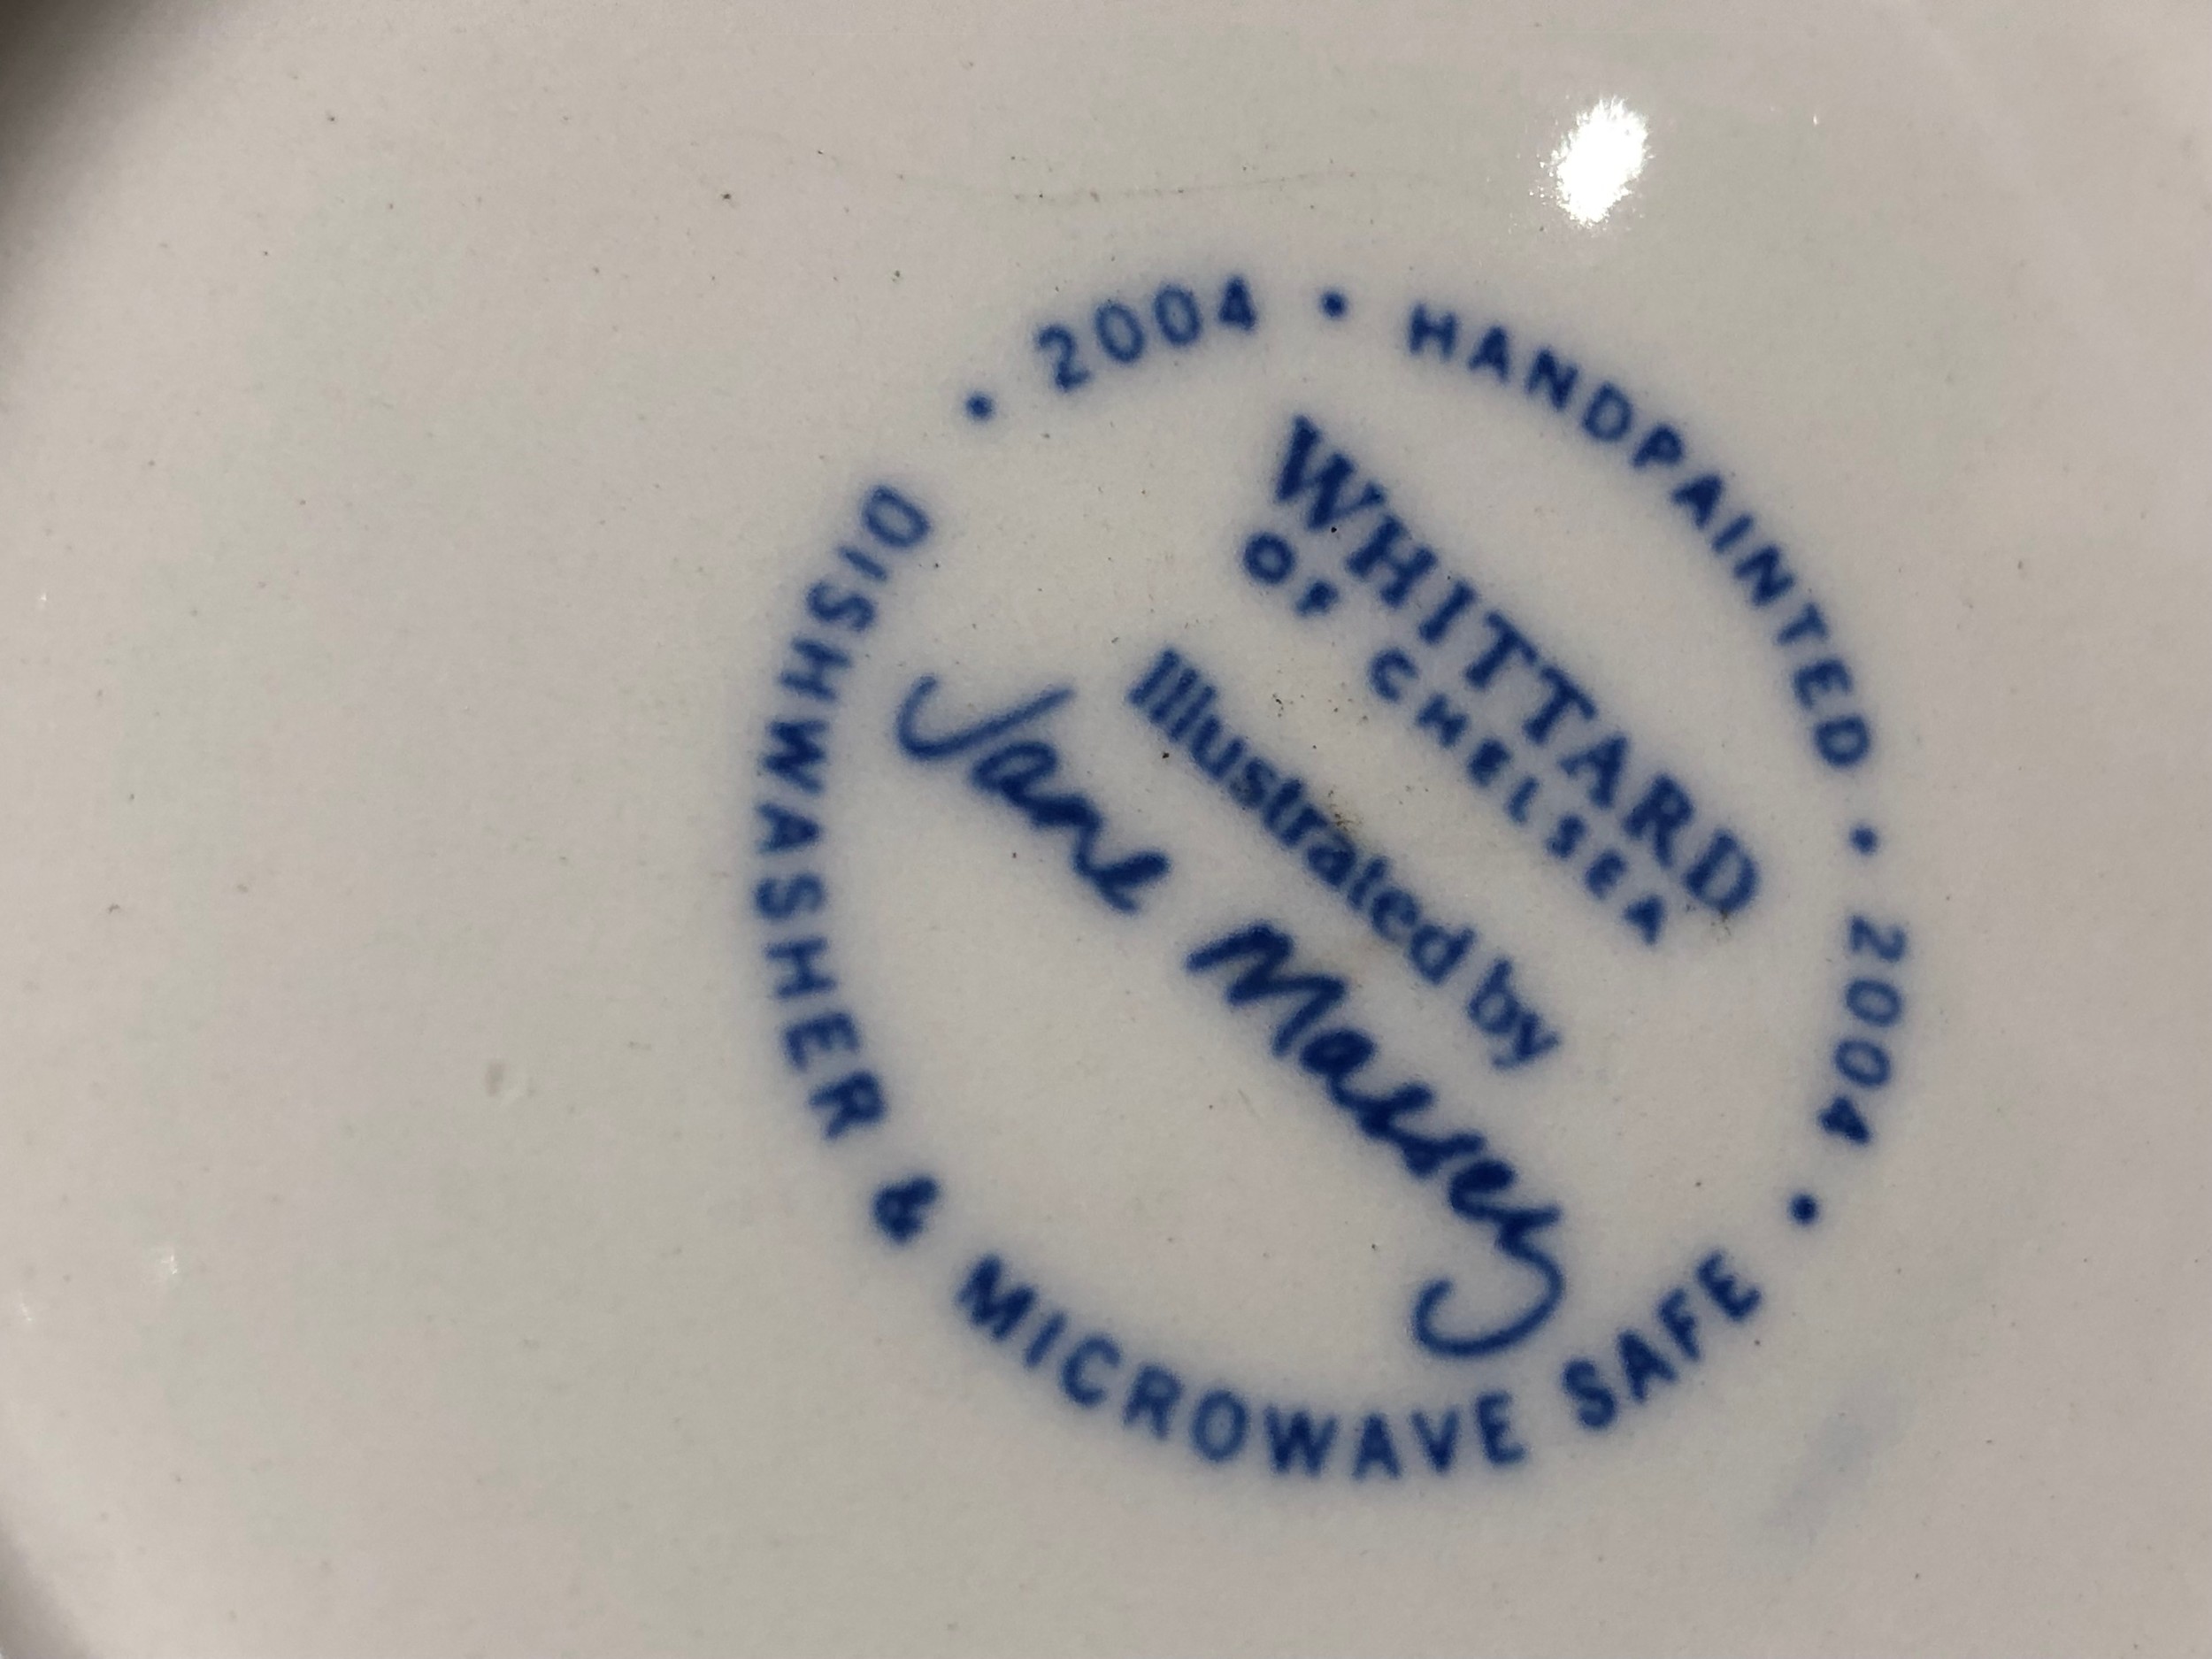 • 2004 • HANDPAINTED • 2004 •
WHITTARD
OF CHELSEA
Illustrated by
Jane Massey
DISHWASHER & MICROWAVE SAFE